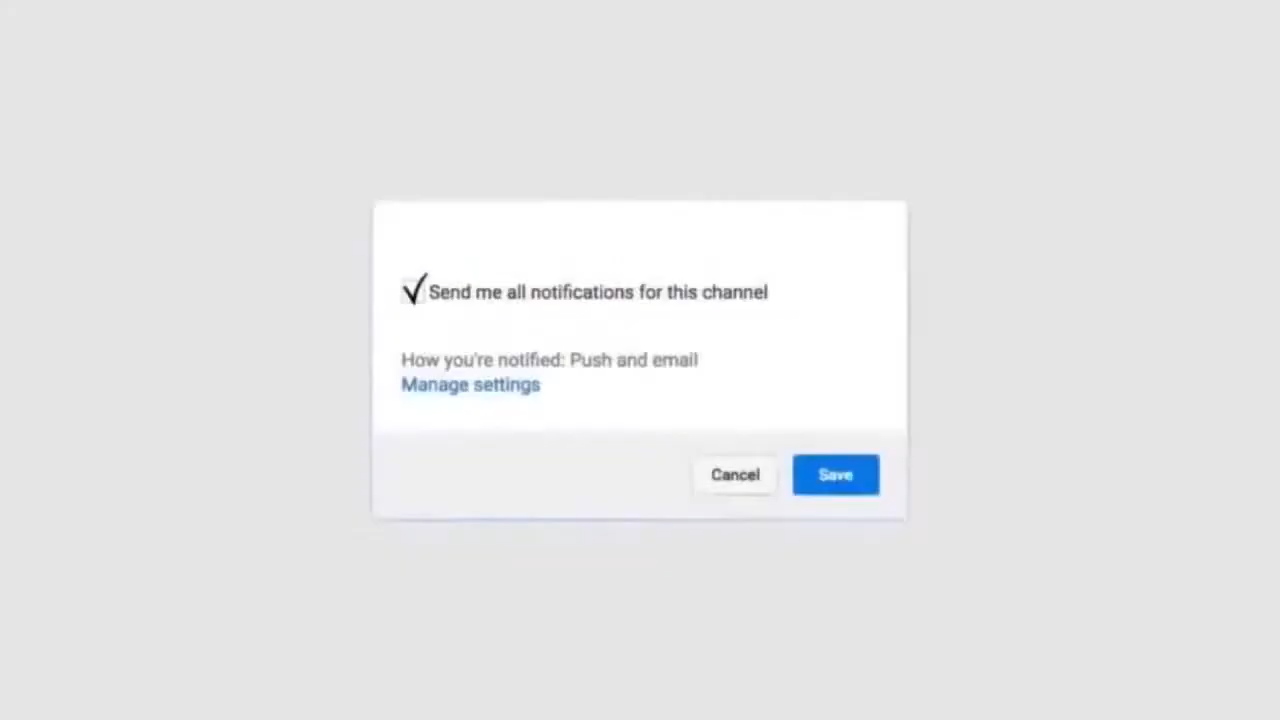 Send me all notifications for this channel
How you're notified: Push and email
Manage settings
Cancel
Save